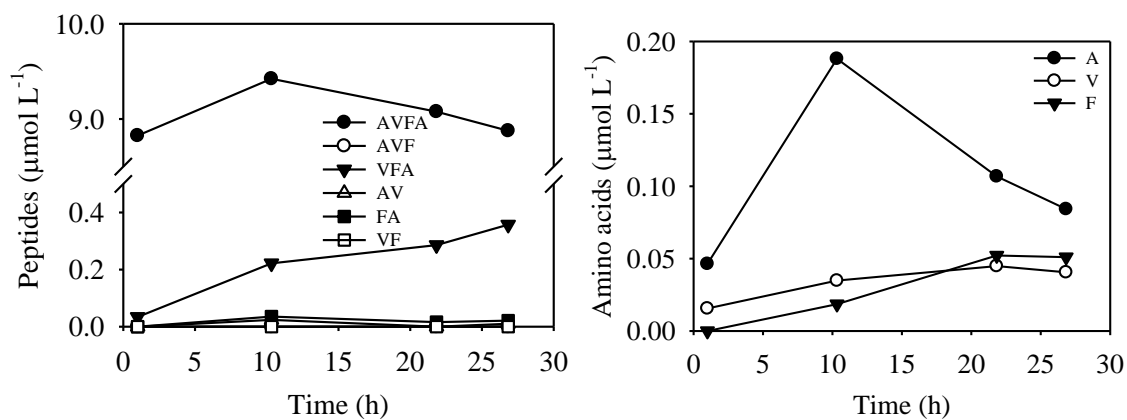 Peptides (µmol L⁻¹)
10.0
9.0
0.4
0.2
0.0
AVFA
AVF
VFA
AV
FA
VF
0 5 10 15 20 25 30
Time (h)
Amino acids (µmol L⁻¹)
0.20
0.15
0.10
0.05
0.00
A
V
F
0 5 10 15 20 25 30
Time (h)